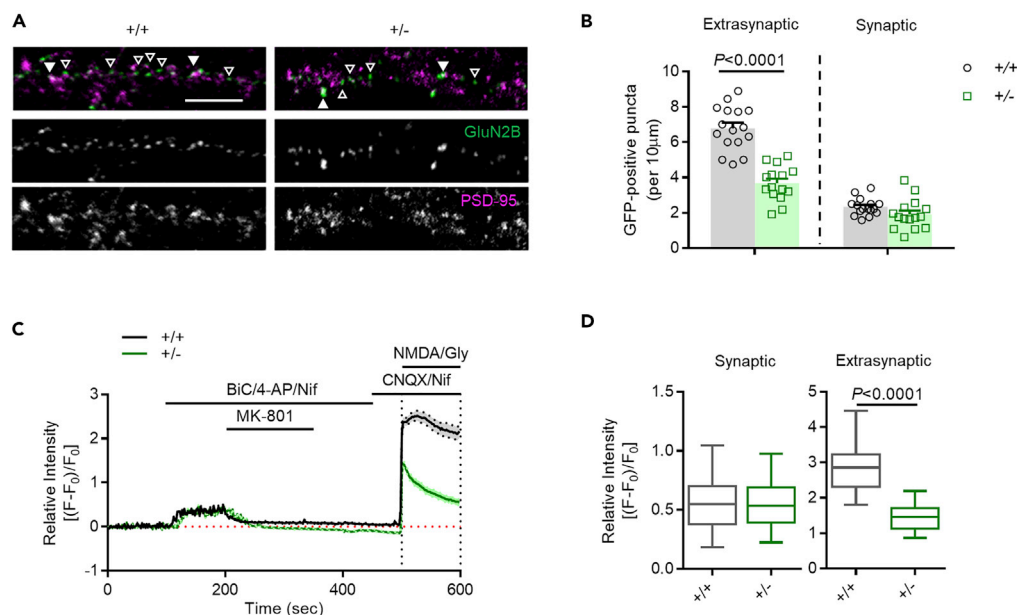 A
+/+
+/-
GluN2B
PSD-95
B
Extrasynaptic
Synaptic
P<0.0001
+/+
+/-
GFP-positive puncta
(per 10μm)
10
8
6
4
2
0
C
+/+
+/-
NMDA/Gly
BiC/4-AP/Nif
CNQX/Nif
MK-801
Relative Intensity
[(F-F0)/F0]
3
2
1
0
-1
0
200
400
600
Time (sec)
D
Synaptic
Extrasynaptic
P<0.0001
Relative Intensity
[(F-F0)/F0]
1.5
1.0
0.5
0.0
+/+
+/-
5
4
3
2
1
0
+/+
+/-